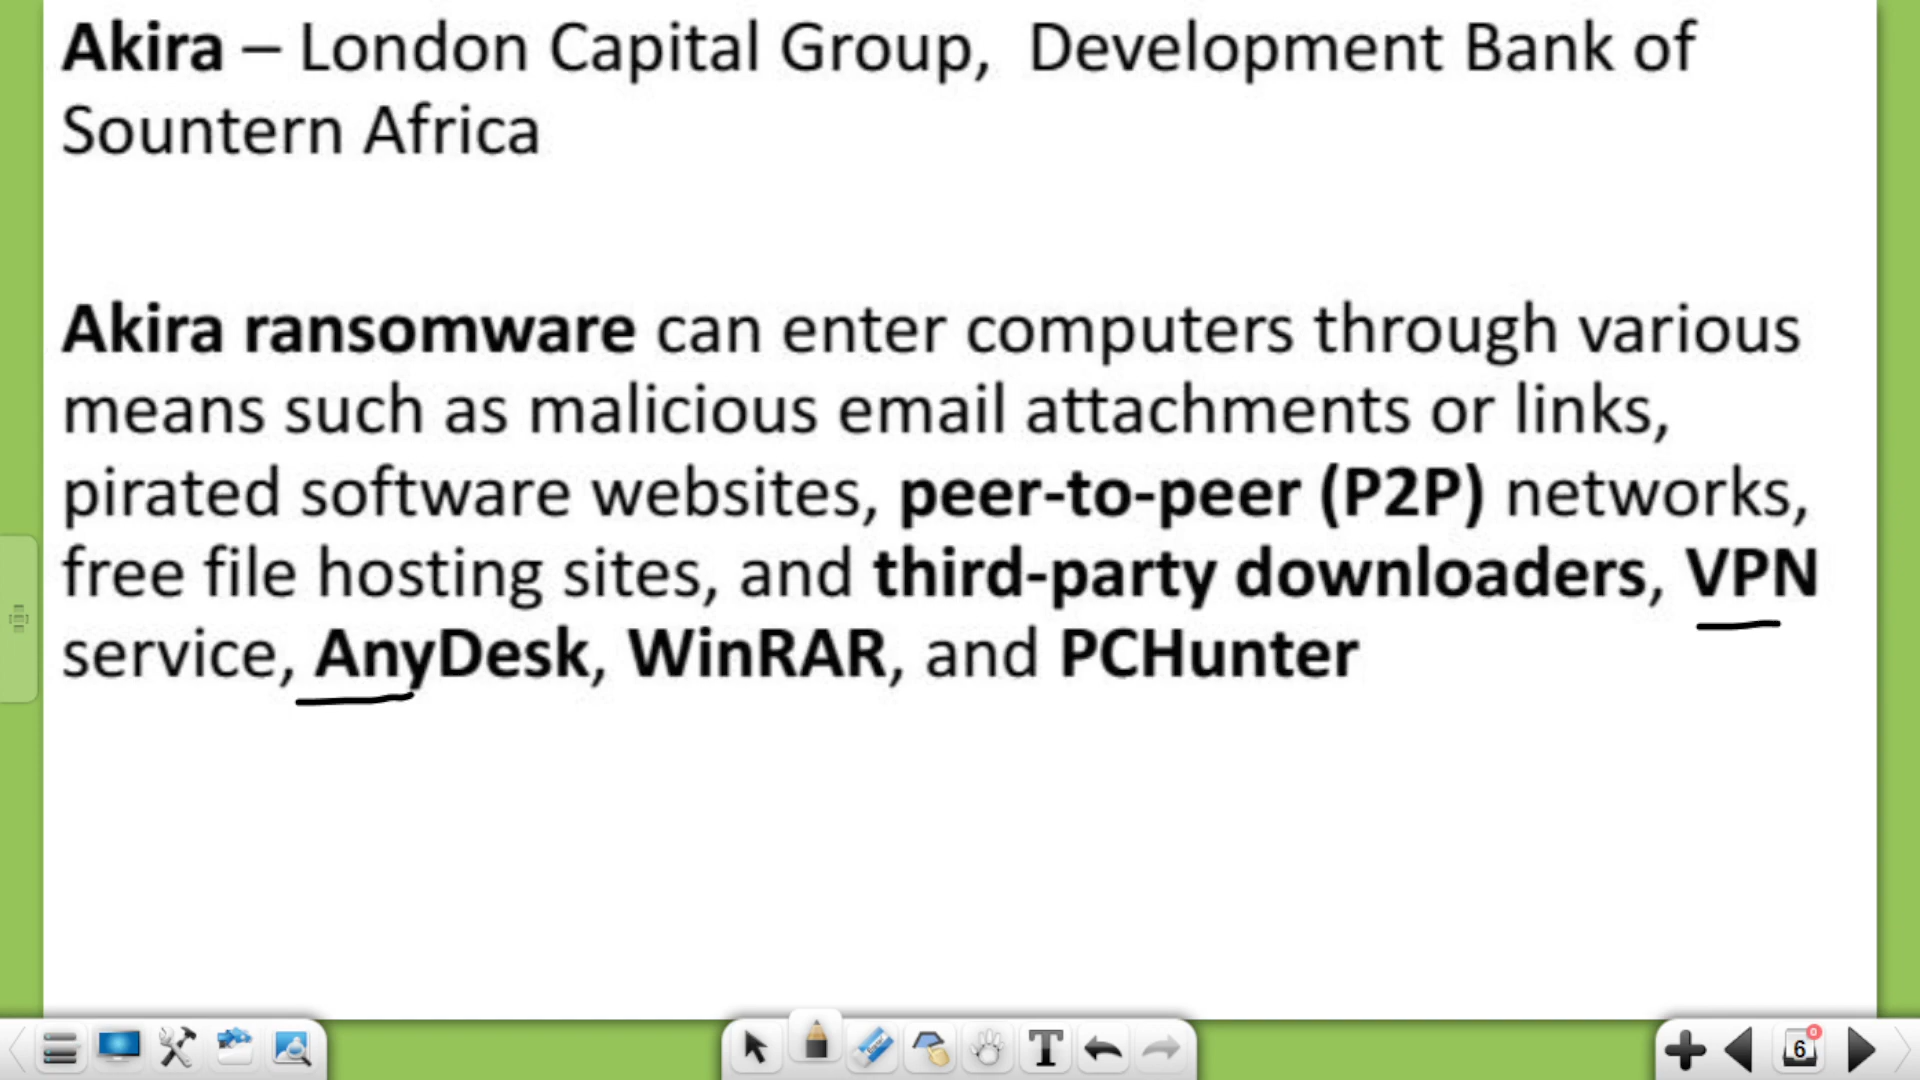 Akira – London Capital Group, Development Bank of
Sountern Africa
Akira ransomware can enter computers through various
means such as malicious email attachments or links,
pirated software websites, peer-to-peer (P2P) networks,
free file hosting sites, and third-party downloaders, VPN
service, AnyDesk, WinRAR, and PCHunter
T
6
0